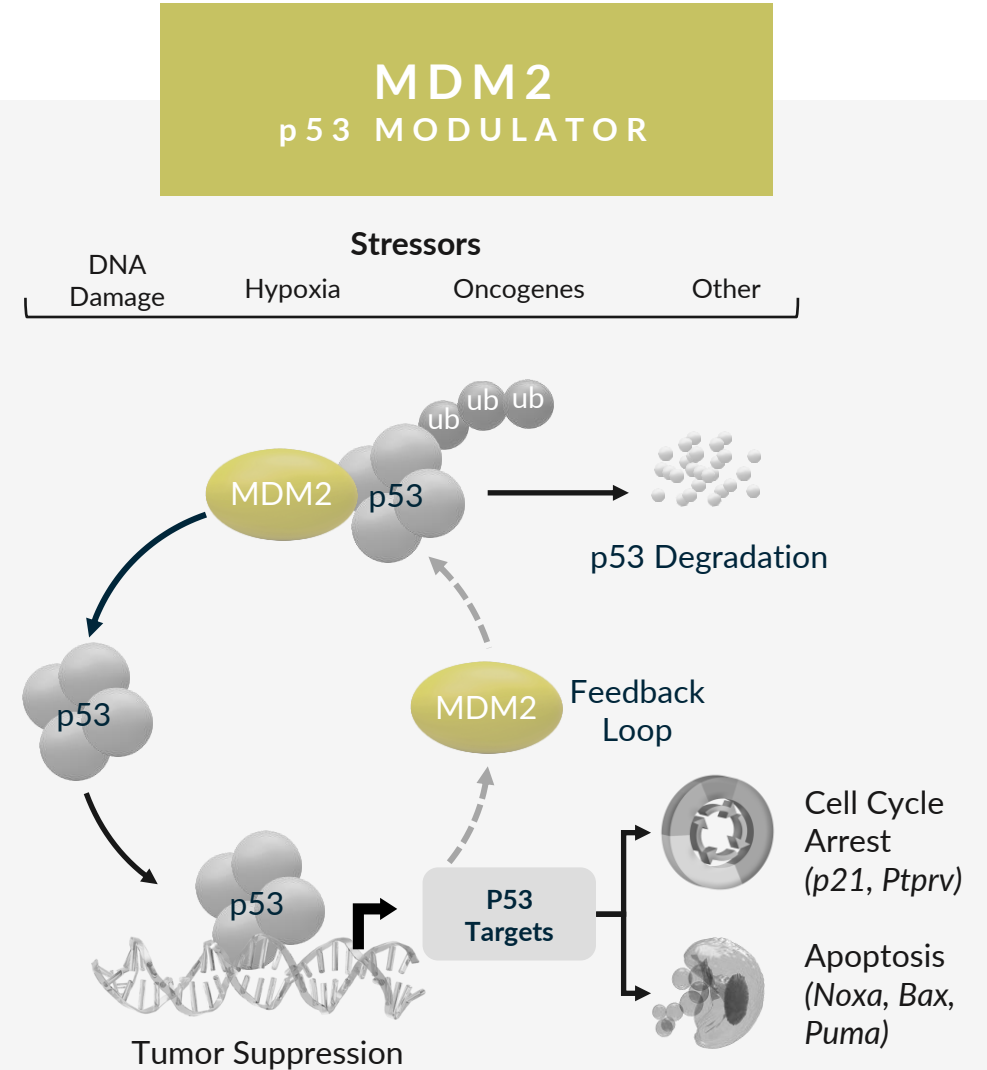 MDM2
p53 MODULATOR
Stressors
DNA
Damage
Hypoxia
Oncogenes
Other
ub
ub
ub
MDM2
p53
p53 Degradation
p53
MDM2
Feedback
Loop
p53
P53
Targets
Cell Cycle
Arrest
(p21, Ptprv)
Apoptosis
(Noxa, Bax,
Puma)
Tumor Suppression